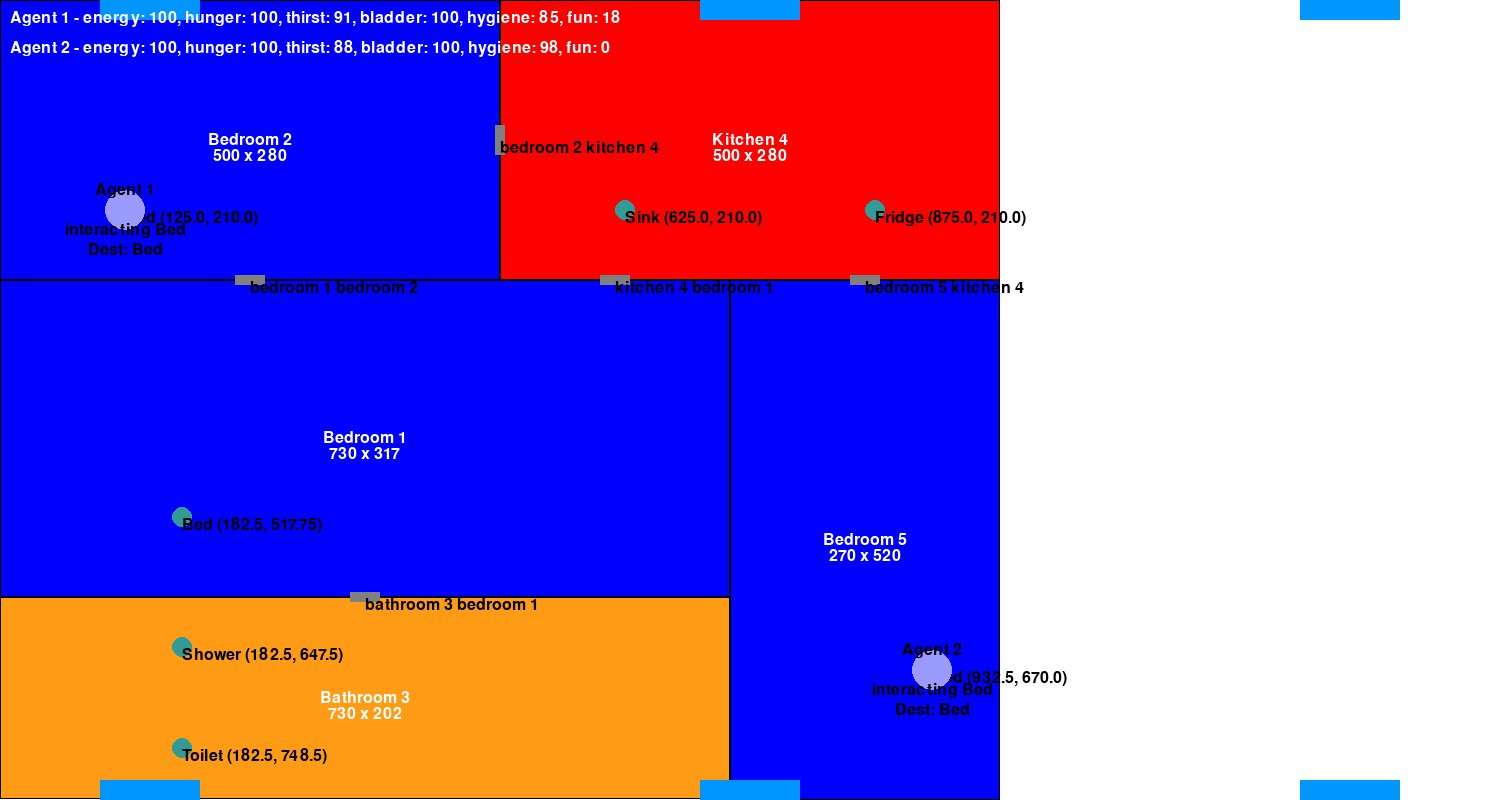 Agent 1 - energy: 100, hunger: 100, thirst: 91, bladder: 100, hygiene: 85, fun: 18
Agent 2 - energy: 100, hunger: 100, thirst: 88, bladder: 100, hygiene: 98, fun: 0
Bedroom 2
500 x 280
Kitchen 4
500 x 280
bedroom 2 kitchen 4
Agent 1
(125.0, 210.0)
interacting Bed
Dest: Bed
Sink (625.0, 210.0)
Fridge (875.0, 210.0)
bedroom 1 bedroom 2
kitchen 4 bedroom 1
bedroom 5 kitchen 4
Bedroom 1
730 x 317
Bed (182.5, 517.75)
Bedroom 5
270 x 520
bathroom 3 bedroom 1
Shower (182.5, 647.5)
Agent 2
(932.5, 670.0)
interacting Bed
Dest: Bed
Bathroom 3
730 x 202
Toilet (182.5, 748.5)